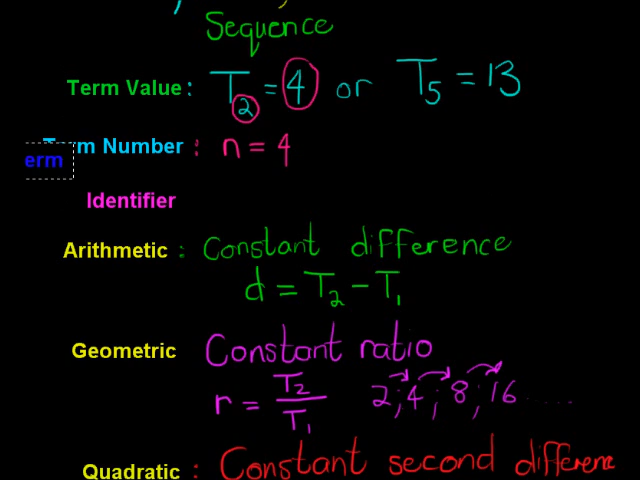 Sequence
Term Value: T₂ = 4 or T₅ = 13
Term Number : n = 4
erm
Identifier
Arithmetic : Constant difference
d = T₂ − T₁
Geometric Constant ratio
r = T₂/T₁ 2 ; 4 ; 8 ; 16 .....
Quadratic : Constant second differenc